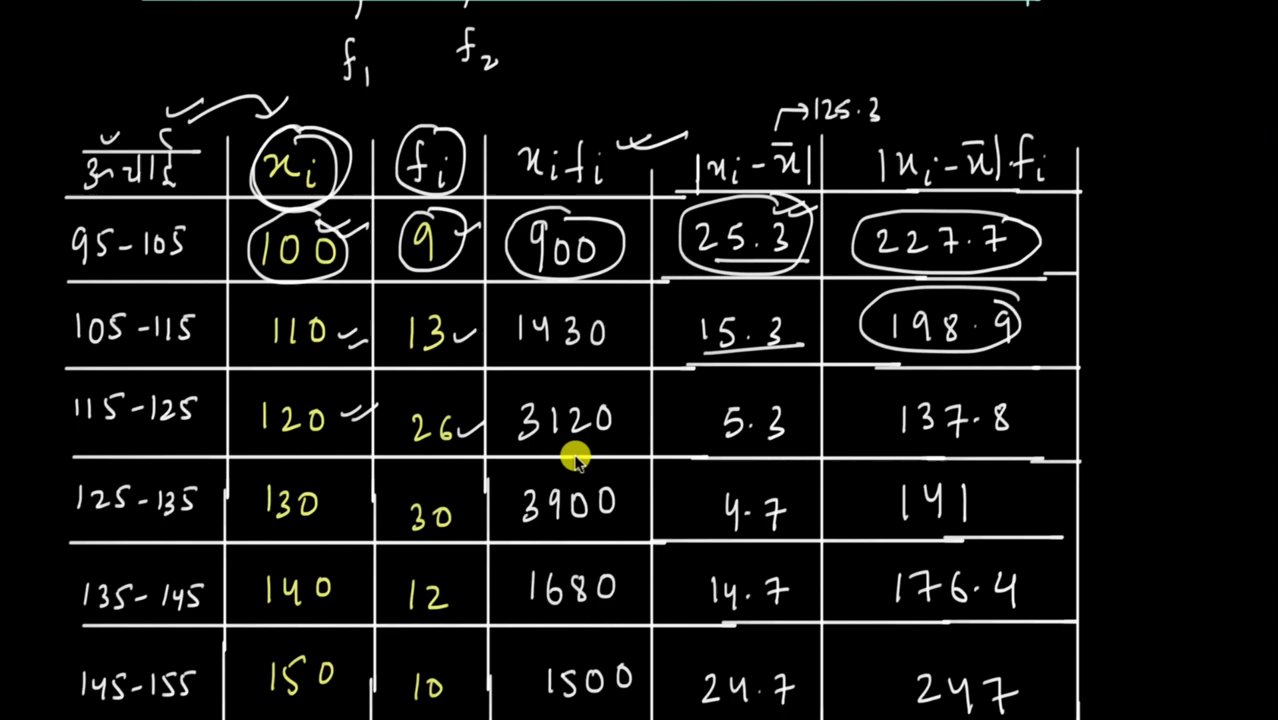 f₁ f₂
→125.3
xᵢ fᵢ xᵢfᵢ |xᵢ-x̄| |xᵢ-x̄|fᵢ
95-105 100 9 900 25.3 227.7
105-115 110 13 1430 15.3 198.9
115-125 120 26 3120 5.3 137.8
125-135 130 30 3900 4.7 141
135-145 140 12 1680 14.7 176.4
145-155 150 10 1500 24.7 247